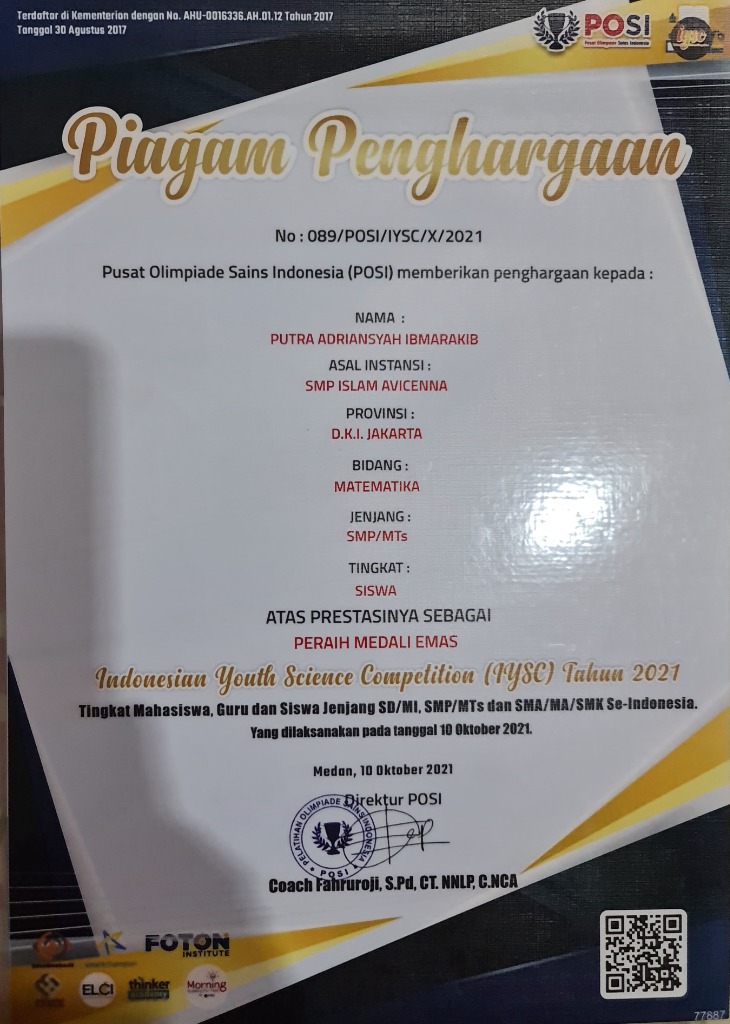 Terdaftar di Kementerian dengan No. AHU-0016336.AH.01.12 Tahun 2017
Tanggal 30 Agustus 2017
POSI
Pusat Olimpiade Sains Indonesia
iysc
Piagam Penghargaan
No : 089/POSI/IYSC/X/2021
Pusat Olimpiade Sains Indonesia (POSI) memberikan penghargaan kepada :
NAMA :
PUTRA ADRIANSYAH IBMARAKIB
ASAL INSTANSI :
SMP ISLAM AVICENNA
PROVINSI :
D.K.I. JAKARTA
BIDANG :
MATEMATIKA
JENJANG :
SMP/MTs
TINGKAT :
SISWA
ATAS PRESTASINYA SEBAGAI
PERAIH MEDALI EMAS
Indonesian Youth Science Competition (IYSC) Tahun 2021
Tingkat Mahasiswa, Guru dan Siswa Jenjang SD/MI, SMP/MTs dan SMA/MA/SMK Se-Indonesia.
Yang dilaksanakan pada tanggal 10 Oktober 2021.
Medan, 10 Oktober 2021
Direktur POSI
PELATIHAN OLIMPIADE SAINS INDONESIA
POSI
Coach Fahruroji, S.Pd, CT. NNLP, C.NCA
FOTON
INSTITUTE
ELCI
thinker
academy
Morning
77887